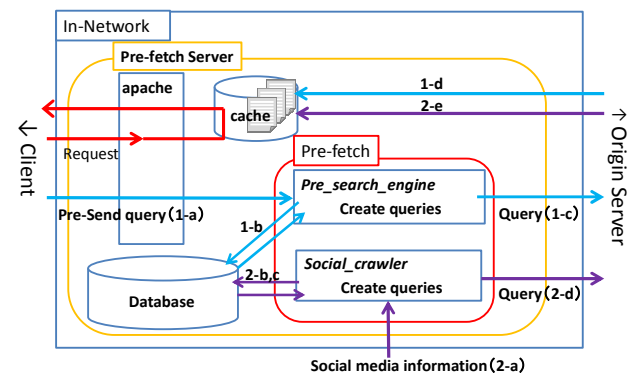 In-Network
Pre-fetch Server
apache
cache
1-d
2-e
← Client
Request
Pre-fetch
→ Origin Server
Pre_search_engine
Create queries
Pre-Send query(1-a)
Query(1-c)
1-b
Social_crawler
Create queries
2-b,c
Database
Query(2-d)
Social media information(2-a)